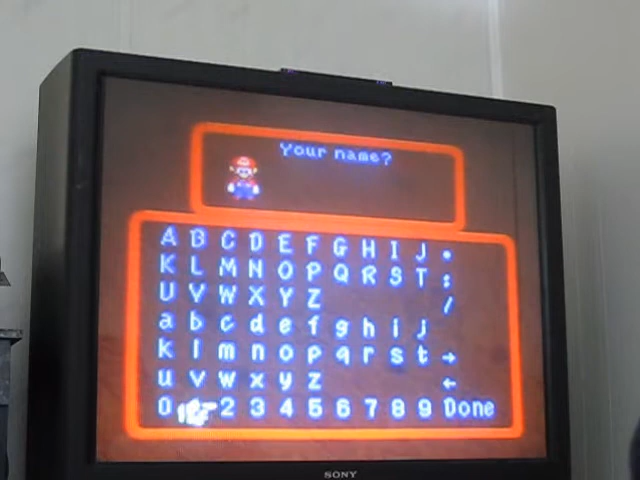 Your name?
A B C D E F G H I J .
K L M N O P Q R S T ;
U V W X Y Z /
a b c d e f g h i j
k l m n o p q r s t →
u v w x y z ←
0 2 3 4 5 6 7 8 9 Done
SONY